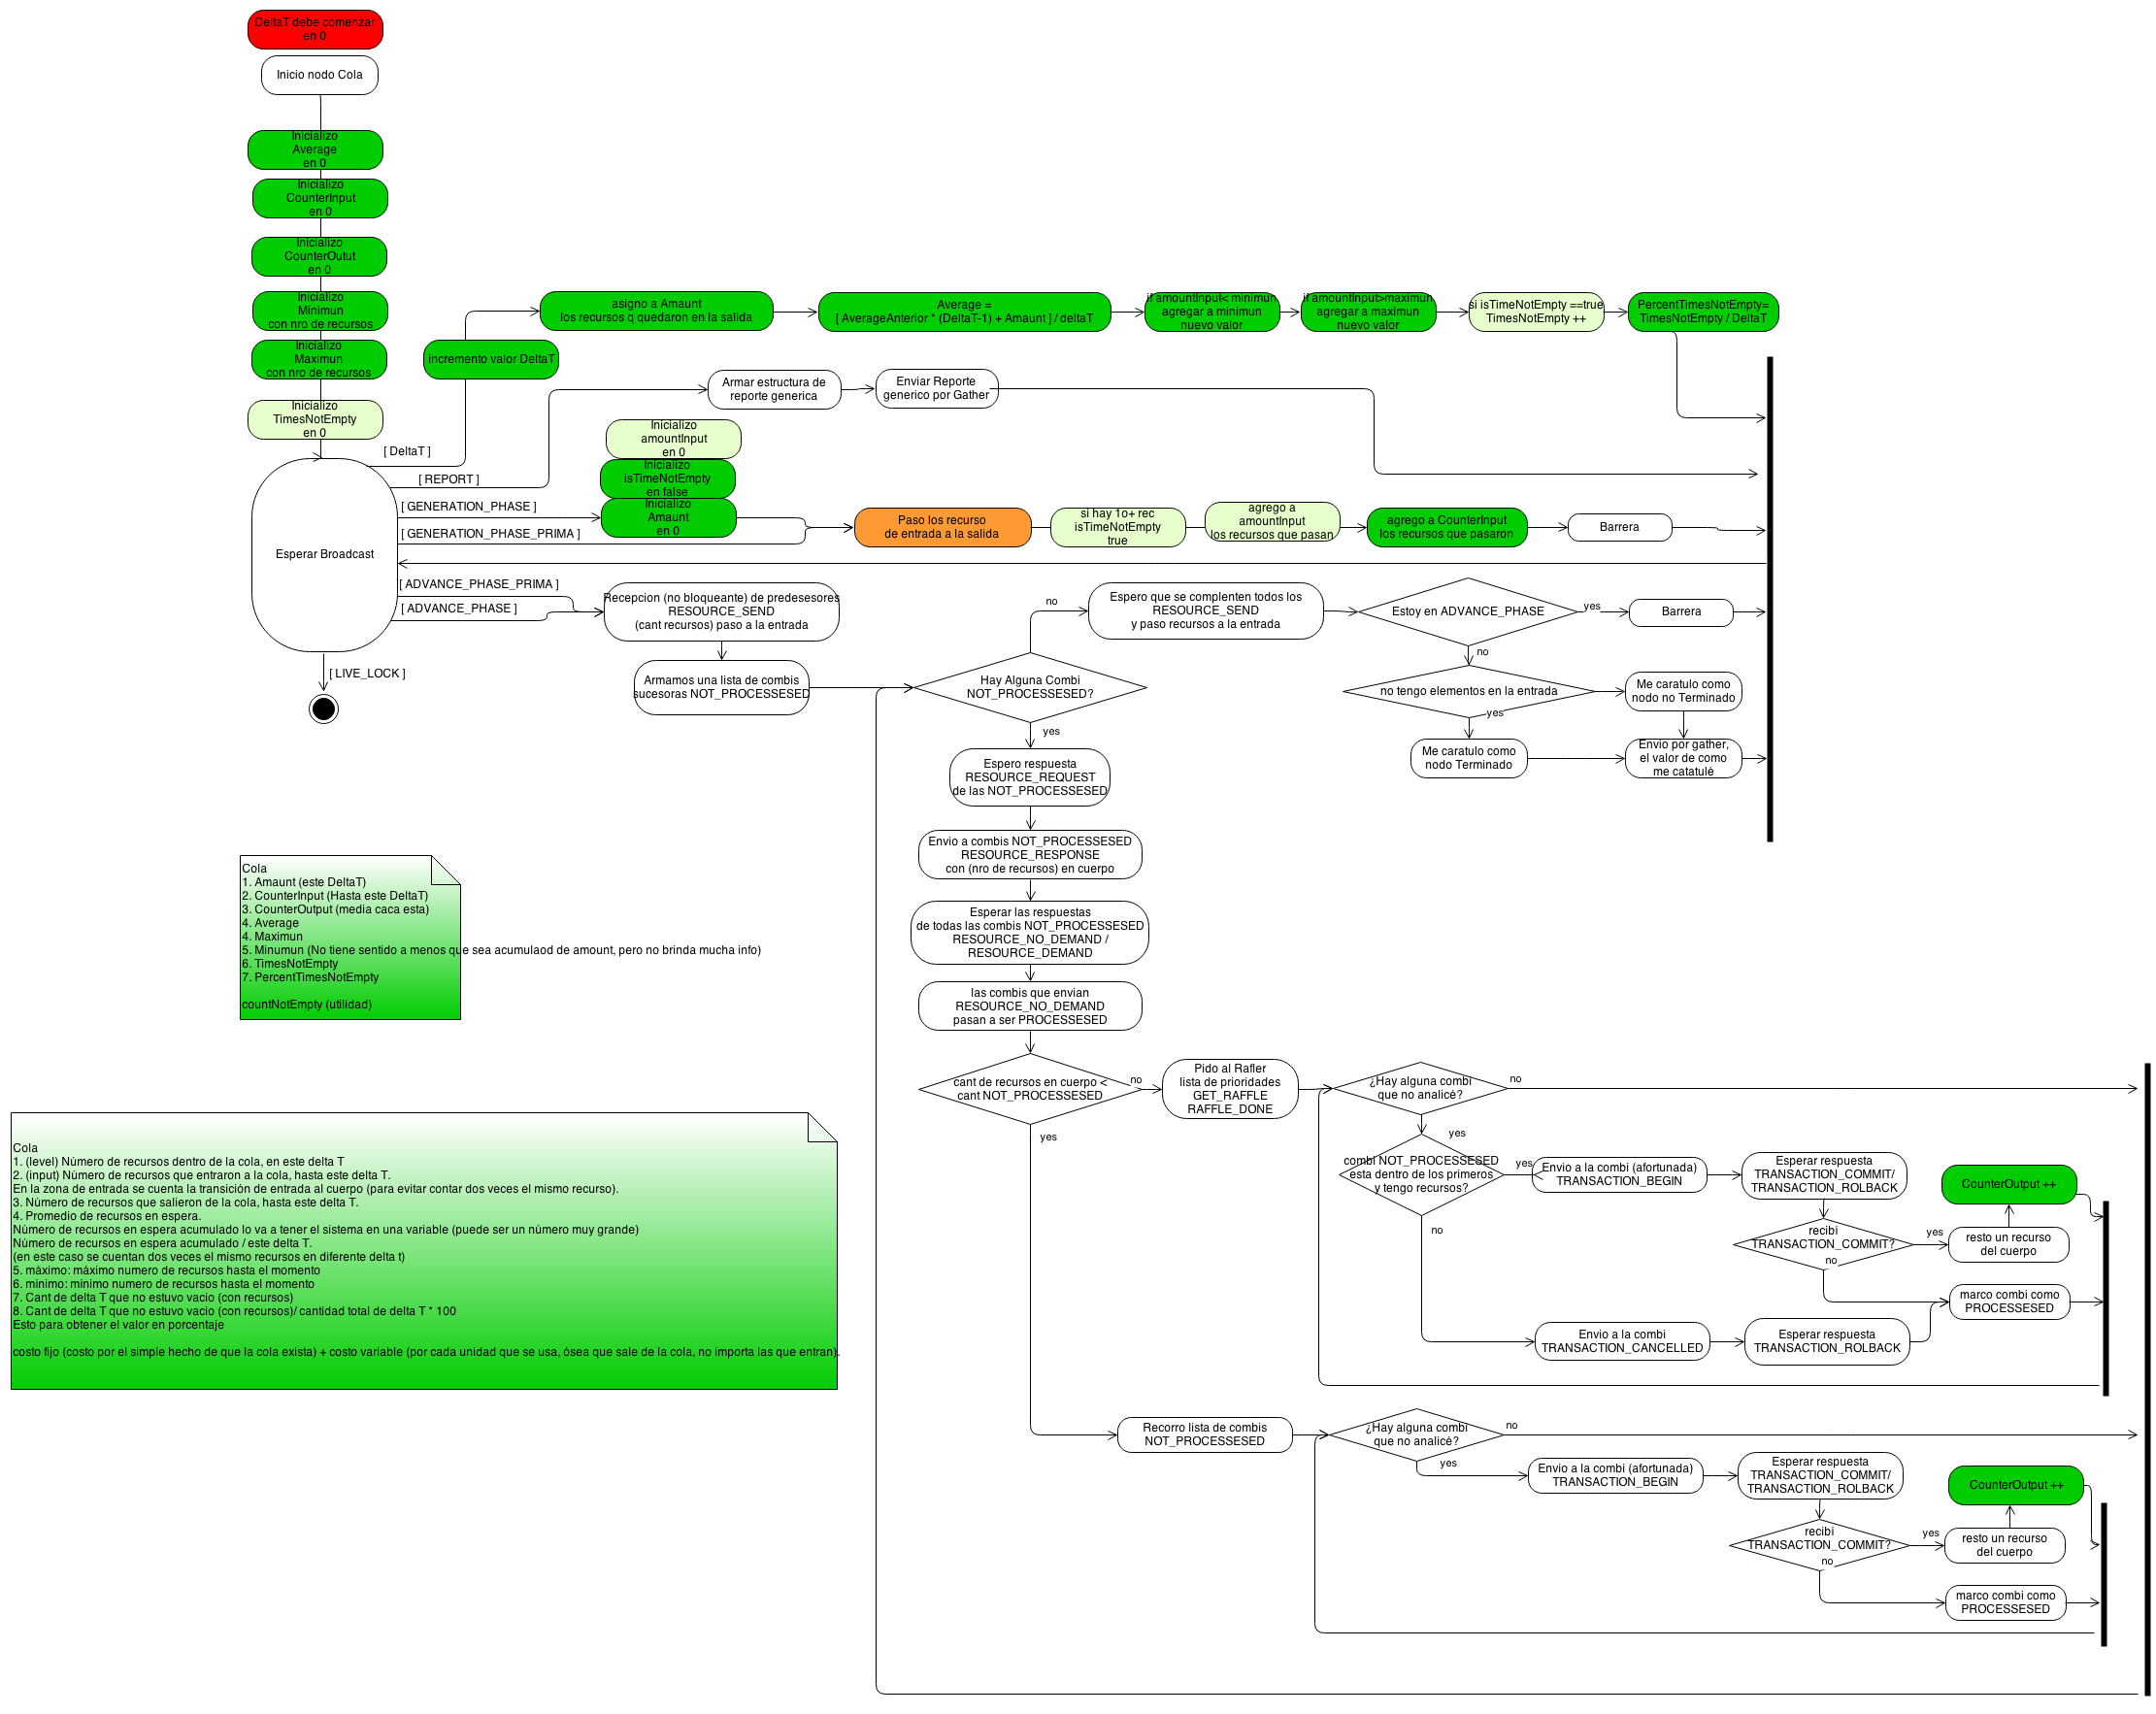 DeltaT debe comenzar
en 0
Inicio nodo Cola
Inicializo
Average
en 0
Inicializo
CounterInput
en 0
Inicializo
CounterOutut
en 0
Inicializo
Minimun
con nro de recursos
Inicializo
Maximun
con nro de recursos
Inicializo
TimesNotEmpty
en 0
incremento valor DeltaT
asigno a Amaunt
los recursos q quedaron en la salida
Average =
[ AverageAnterior * (DeltaT-1) + Amaunt ] / deltaT
if amountInput< minimun
agregar a minimun
nuevo valor
if amountInput>maximun
agregar a maximun
nuevo valor
si isTimeNotEmpty ==true
TimesNotEmpty ++
PercentTimesNotEmpty=
TimesNotEmpty / DeltaT
[ DeltaT ]
[ REPORT ]
Armar estructura de
reporte generica
Enviar Reporte
generico por Gather
Inicializo
amountInput
en 0
Inicializo
isTimeNotEmpty
en false
Inicializo
Amaunt
en 0
[ GENERATION_PHASE ]
[ GENERATION_PHASE_PRIMA ]
Paso los recurso
de entrada a la salida
si hay 1o+ rec
isTimeNotEmpty
true
agrego a
amountInput
los recursos que pasan
agrego a CounterInput
los recursos que pasaron
Barrera
Esperar Broadcast
[ ADVANCE_PHASE_PRIMA ]
[ ADVANCE_PHASE ]
[ LIVE_LOCK ]
Recepcion (no bloqueante) de predesesores
RESOURCE_SEND
(cant recursos) paso a la entrada
Armamos una lista de combis
sucesoras NOT_PROCESSESED
Hay Alguna Combi
NOT_PROCESSESED?
no
Espero que se complenten todos los
RESOURCE_SEND
y paso recursos a la entrada
Estoy en ADVANCE_PHASE
yes
Barrera
no
no tengo elementos en la entrada
Me caratulo como
nodo no Terminado
yes
Me caratulo como
nodo Terminado
Envio por gather,
el valor de como
me catatulé
yes
Espero respuesta
RESOURCE_REQUEST
de las NOT_PROCESSESED
Envio a combis NOT_PROCESSESED
RESOURCE_RESPONSE
con (nro de recursos) en cuerpo
Esperar las respuestas
de todas las combis NOT_PROCESSESED
RESOURCE_NO_DEMAND /
RESOURCE_DEMAND
las combis que envian
RESOURCE_NO_DEMAND
pasan a ser PROCESSESED
cant de recursos en cuerpo <
cant NOT_PROCESSESED
no
yes
Pido al Rafler
lista de prioridades
GET_RAFFLE
RAFFLE_DONE
¿Hay alguna combi
que no analicé?
no
yes
combi NOT_PROCESSESED
esta dentro de los primeros
y tengo recursos?
yes
Envio a la combi (afortunada)
TRANSACTION_BEGIN
Esperar respuesta
TRANSACTION_COMMIT/
TRANSACTION_ROLBACK
CounterOutput ++
recibi
TRANSACTION_COMMIT?
yes
no
resto un recurso
del cuerpo
no
marco combi como
PROCESSESED
Envio a la combi
TRANSACTION_CANCELLED
Esperar respuesta
TRANSACTION_ROLBACK
Recorro lista de combis
NOT_PROCESSESED
¿Hay alguna combi
que no analicé?
no
yes
Envio a la combi (afortunada)
TRANSACTION_BEGIN
Esperar respuesta
TRANSACTION_COMMIT/
TRANSACTION_ROLBACK
CounterOutput ++
recibi
TRANSACTION_COMMIT?
yes
no
resto un recurso
del cuerpo
marco combi como
PROCESSESED
Cola
1. Amaunt (este DeltaT)
2. CounterInput (Hasta este DeltaT)
3. CounterOutput (media caca esta)
4. Average
4. Maximun
5. Minumun (No tiene sentido a menos que sea acumulaod de amount, pero no brinda mucha info)
6. TimesNotEmpty
7. PercentTimesNotEmpty
countNotEmpty (utilidad)
Cola
1. (level) Número de recursos dentro de la cola, en este delta T
2. (input) Número de recursos que entraron a la cola, hasta este delta T.
En la zona de entrada se cuenta la transición de entrada al cuerpo (para evitar contar dos veces el mismo recurso).
3. Número de recursos que salieron de la cola, hasta este delta T.
4. Promedio de recursos en espera.
Número de recursos en espera acumulado lo va a tener el sistema en una variable (puede ser un número muy grande)
Número de recursos en espera acumulado / este delta T.
(en este caso se cuentan dos veces el mismo recursos en diferente delta t)
5. máximo: máximo numero de recursos hasta el momento
6. mínimo: mínimo numero de recursos hasta el momento
7. Cant de delta T que no estuvo vacio (con recursos)
8. Cant de delta T que no estuvo vacio (con recursos)/ cantidad total de delta T * 100
Esto para obtener el valor en porcentaje
costo fijo (costo por el simple hecho de que la cola exista) + costo variable (por cada unidad que se usa, ósea que sale de la cola, no importa las que entran).